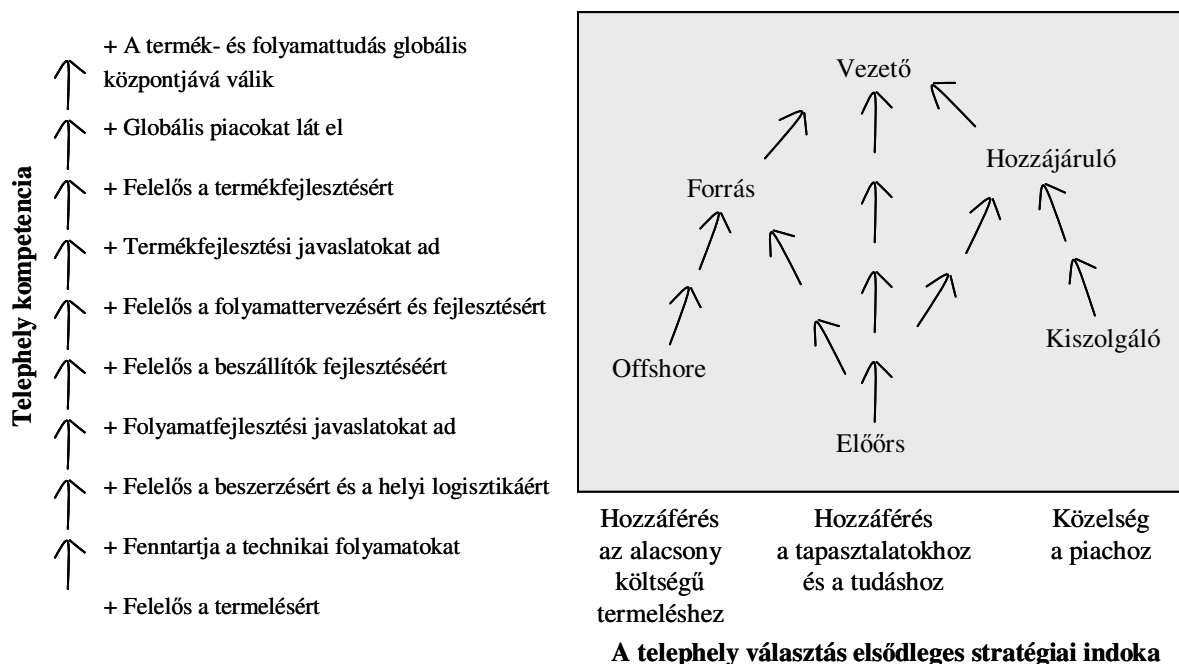 Telephely kompetencia
+ A termék- és folyamattudás globális
központjává válik
+ Globális piacokat lát el
+ Felelős a termékfejlesztésért
+ Termékfejlesztési javaslatokat ad
+ Felelős a folyamattervezésért és fejlesztésért
+ Felelős a beszállítók fejlesztéséért
+ Folyamatfejlesztési javaslatokat ad
+ Felelős a beszerzésért és a helyi logisztikáért
+ Fenntartja a technikai folyamatokat
+ Felelős a termelésért
Vezető
Hozzájáruló
Forrás
Kiszolgáló
Offshore
Előőrs
Hozzáférés
az alacsony
költségű
termeléshez
Hozzáférés
a tapasztalatokhoz
és a tudáshoz
Közelség
a piachoz
A telephely választás elsődleges stratégiai indoka